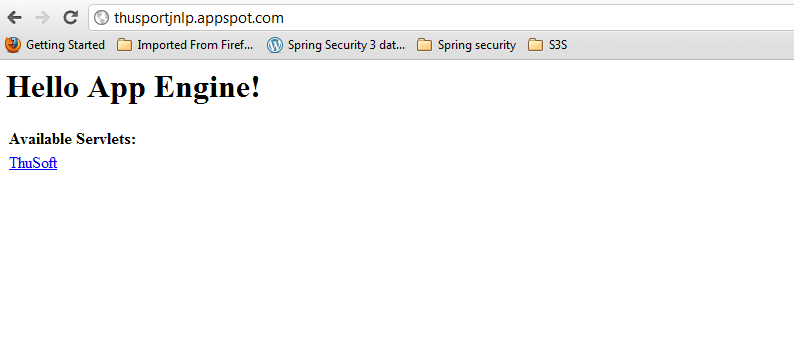 thusportjnlp.appspot.com
Getting Started Imported From Firef... Spring Security 3 dat... Spring security S3S
Hello App Engine!
Available Servlets:
ThuSoft